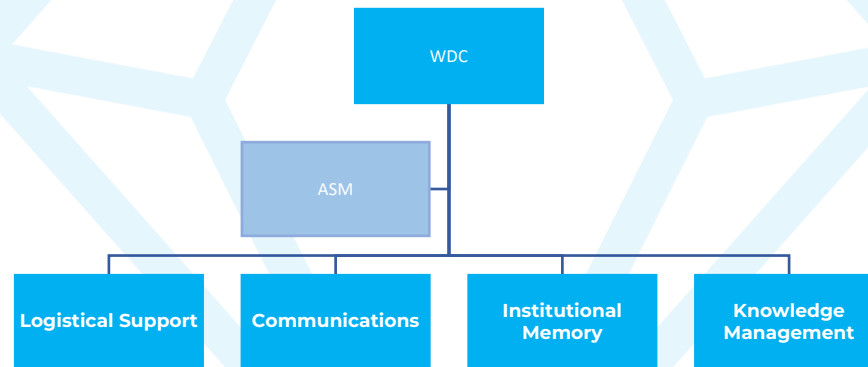 WDC
ASM
Logistical Support
Communications
Institutional
Memory
Knowledge
Management